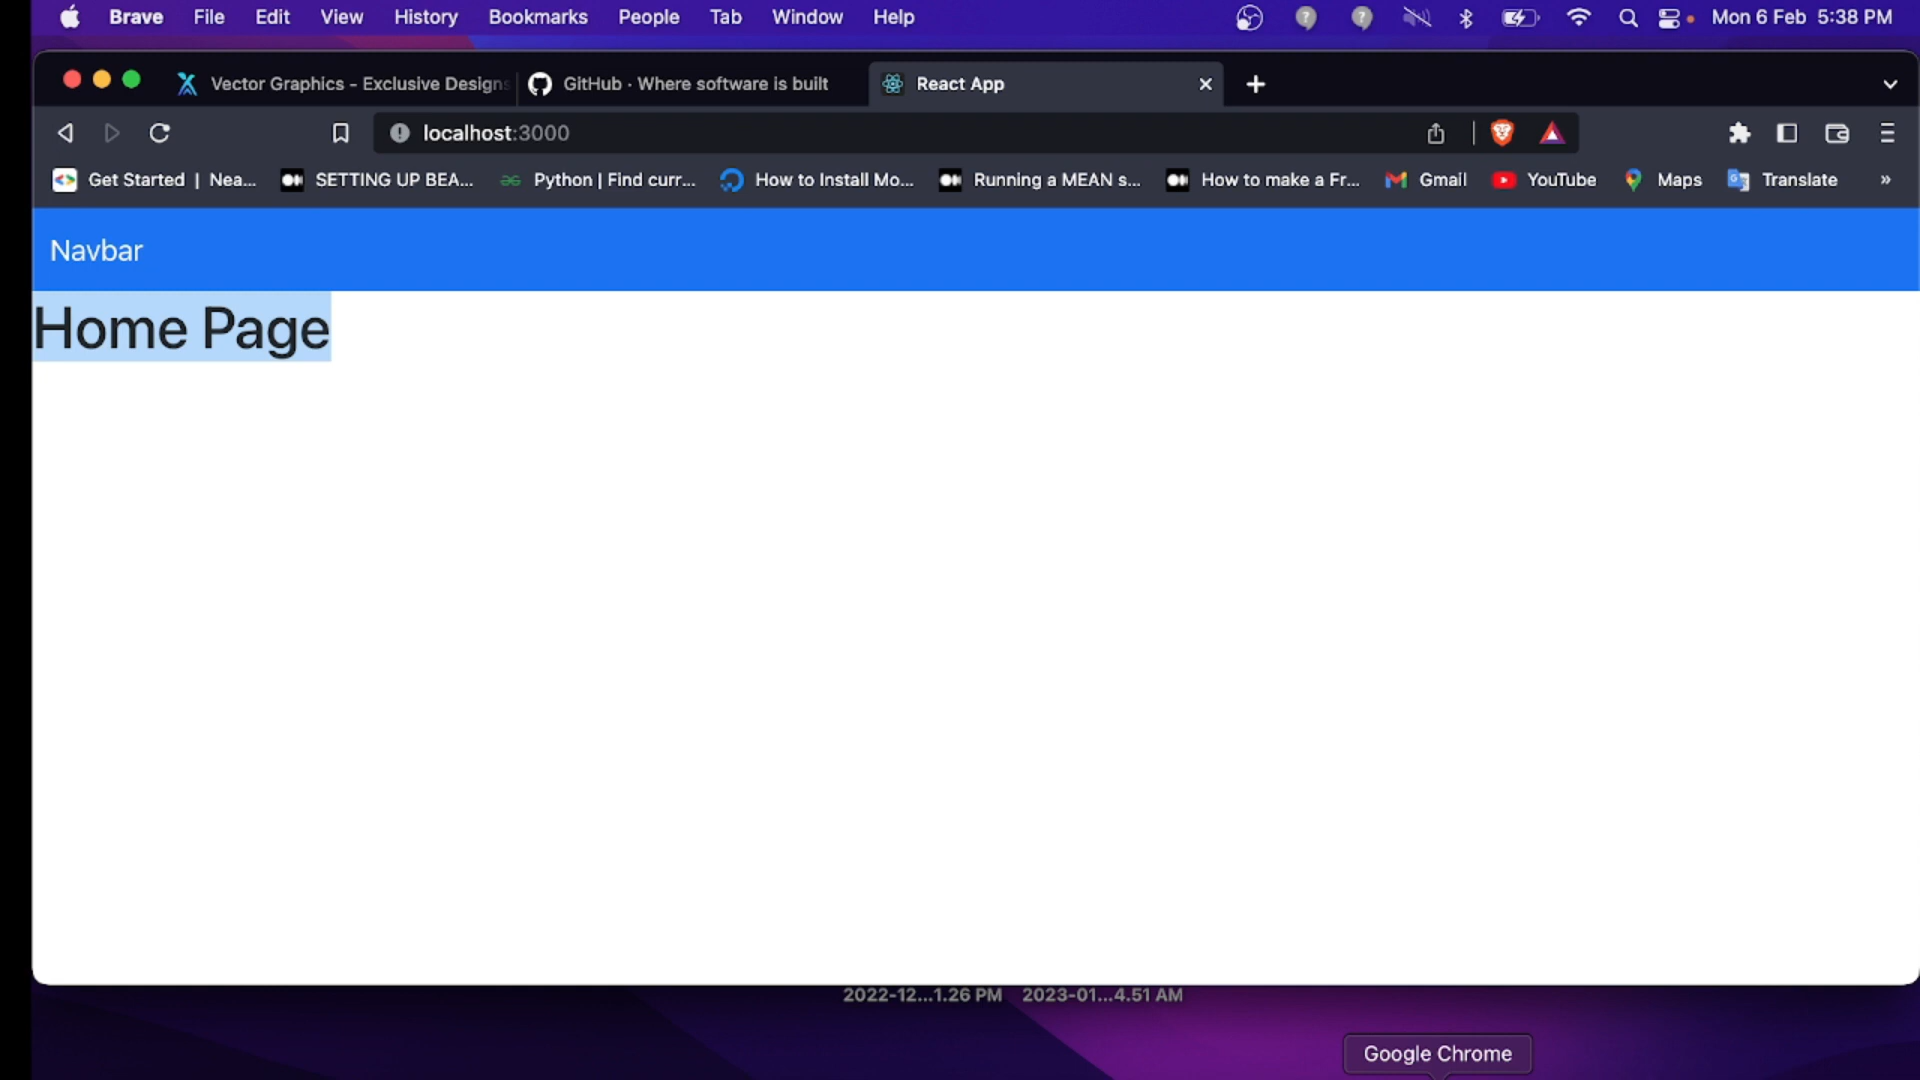 Brave File Edit View History Bookmarks People Tab Window Help Mon 6 Feb 5:38 PM
Vector Graphics - Exclusive Designs GitHub · Where software is built React App
localhost:3000
Get Started | Nea... SETTING UP BEA... Python | Find curr... How to Install Mo... Running a MEAN s... How to make a Fr... Gmail YouTube Maps Translate »
Navbar
Home Page
2022-12...1.26 PM 2023-01...4.51 AM
Google Chrome